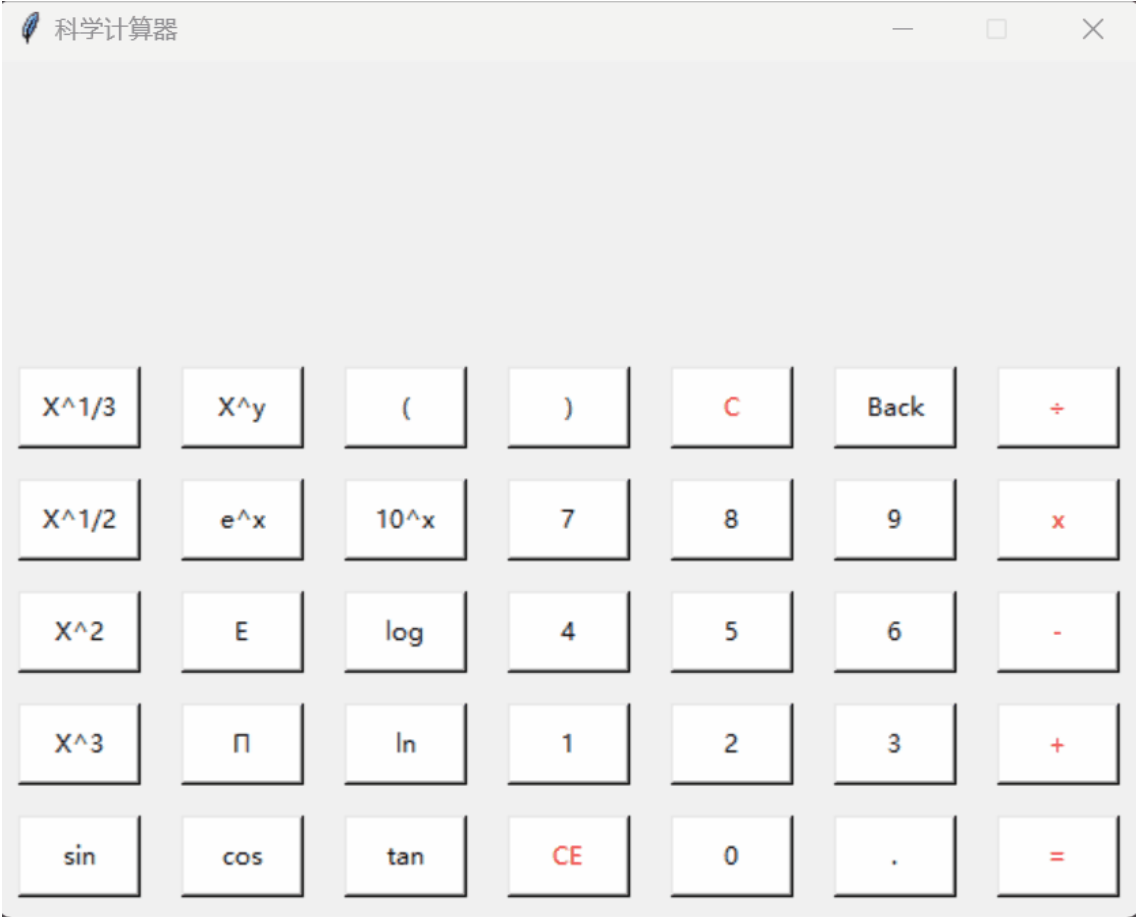 科学计算器
X^1/3 X^y ( ) C Back ÷
X^1/2 e^x 10^x 7 8 9 x
X^2 E log 4 5 6 -
X^3 Π ln 1 2 3 +
sin cos tan CE 0 . =